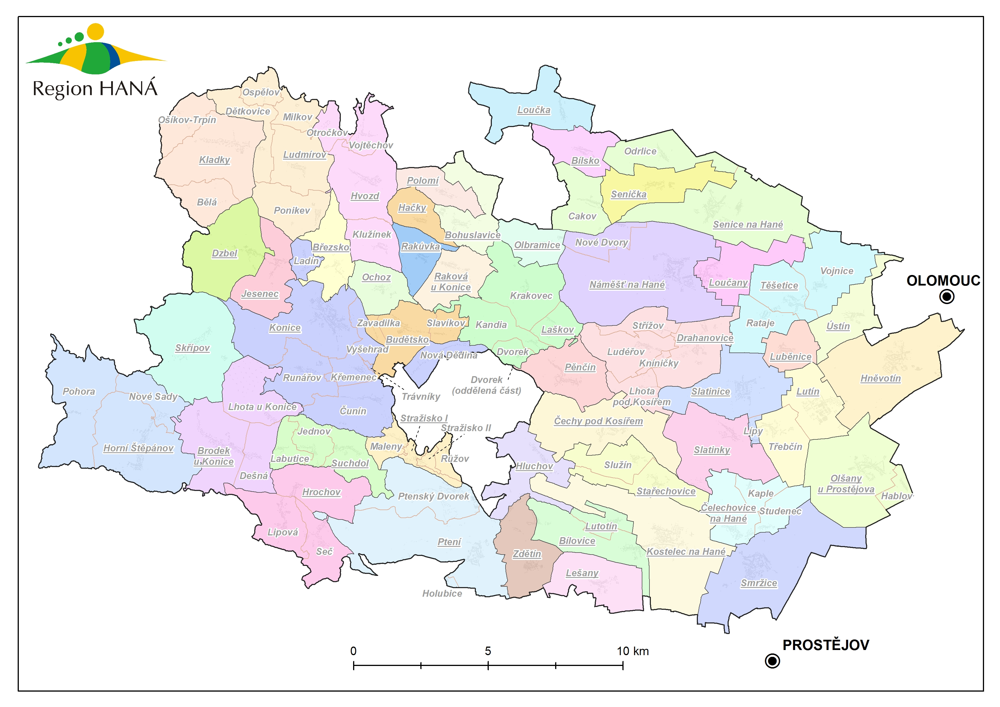 Region HANÁ
Ospělov
Dětkovice
Milkov
Ošíkov-Trpín
Otročkov
Vojtěchov
Loučka
Kladky
Ludmírov
Bílsko
Odrlice
Polomí
Bělá
Ponikev
Hvozd
Hačky
Senička
Cakov
Senice na Hané
Klužínek
Bohuslavice
Olbramice
Nové Dvory
Dzbel
Březsko
Rakůvka
Ladín
Vojnice
Ochoz
Raková
u Konice
Náměšť na Hané
Loučany
Těšetice
OLOMOUC
Jesenec
Krakovec
Konice
Zavadilka
Slavíkov
Kandia
Laškov
Střížov
Rataje
Ústín
Budětsko
Drahanovice
Skřípov
Vyšehrad
Nová Dědina
Dvorek
Luděřov
Kníničky
Luběnice
Pěnčín
Runářov
Křemenec
Dvorek
(oddělená část)
Hněvotín
Pohora
Nové Sady
Trávníky
Lhota
pod Kosířem
Slatinice
Lutín
Lhota u Konice
Čunín
Stražisko I
Stražisko II
Čechy pod Kosířem
Jednov
Lípy
Horní Štěpánov
Brodek
u Konice
Maleny
Slatinky
Třebčín
Labutice
Suchdol
Růžov
Hluchov
Služín
Dešná
Olšany
u Prostějova
Hrochov
Ptenský Dvorek
Stařechovice
Kaple
Hablov
Čelechovice
na Hané
Studenec
Lipová
Lutotín
Seč
Ptení
Bílovice
Zdětín
Kostelec na Hané
Lešany
Smržice
Holubice
PROSTĚJOV
0 5 10 km